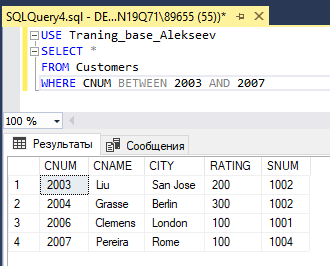 SQLQuery4.sql - DE...N19Q71\89655 (55))*
USE Traning_base_Alekseev
SELECT *
FROM Customers
WHERE CNUM BETWEEN 2003 AND 2007
100 %
Результаты Сообщения
CNUM CNAME CITY RATING SNUM
1 2003 Liu San Jose 200 1002
2 2004 Grasse Berlin 300 1002
3 2006 Clemens London 100 1001
4 2007 Pereira Rome 100 1004